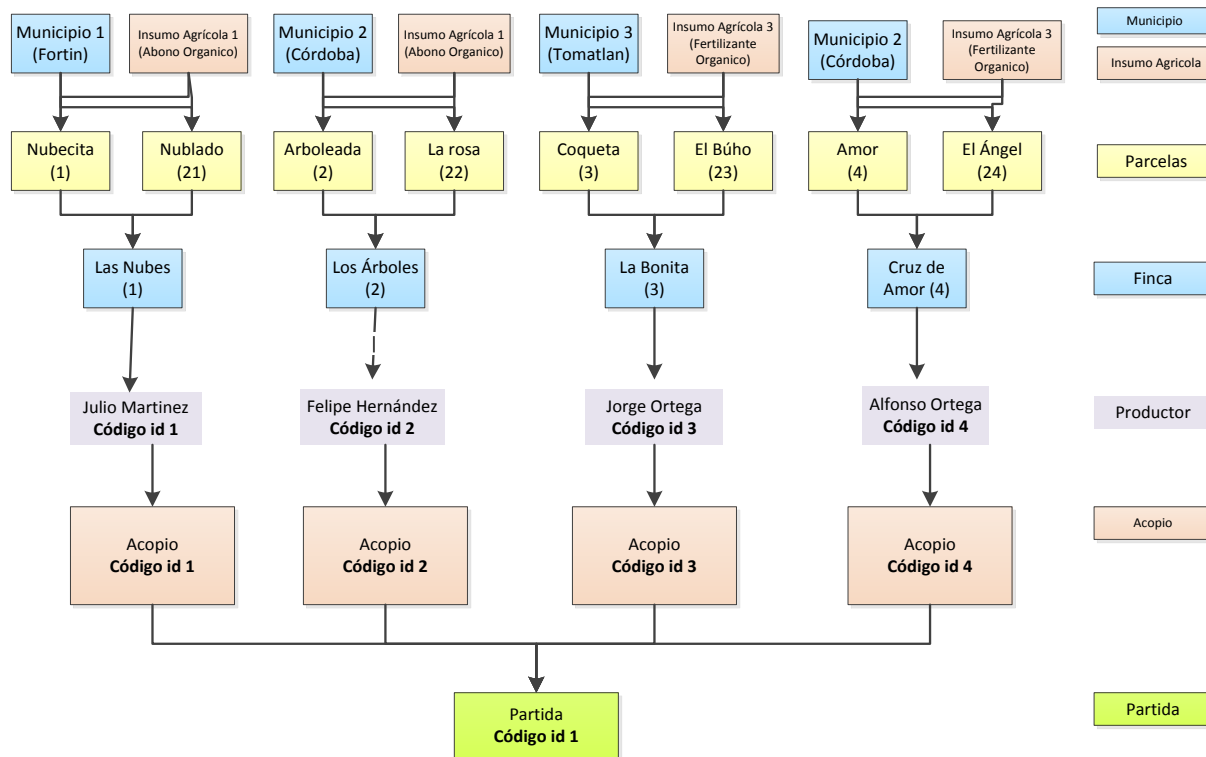 Municipio 1
(Fortin)
Insumo Agrícola 1
(Abono Organico)
Municipio 2
(Córdoba)
Insumo Agrícola 1
(Abono Organico)
Municipio 3
(Tomatlan)
Insumo Agrícola 3
(Fertilizante
Organico)
Municipio 2
(Córdoba)
Insumo Agrícola 3
(Fertilizante
Organico)
Municipio
Insumo Agricola
Nubecita
(1)
Nublado
(21)
Arboleada
(2)
La rosa
(22)
Coqueta
(3)
El Búho
(23)
Amor
(4)
El Ángel
(24)
Parcelas
Las Nubes
(1)
Los Árboles
(2)
La Bonita
(3)
Cruz de
Amor (4)
Finca
Julio Martinez
Código id 1
Felipe Hernández
Código id 2
Jorge Ortega
Código id 3
Alfonso Ortega
Código id 4
Productor
Acopio
Código id 1
Acopio
Código id 2
Acopio
Código id 3
Acopio
Código id 4
Acopio
Partida
Código id 1
Partida